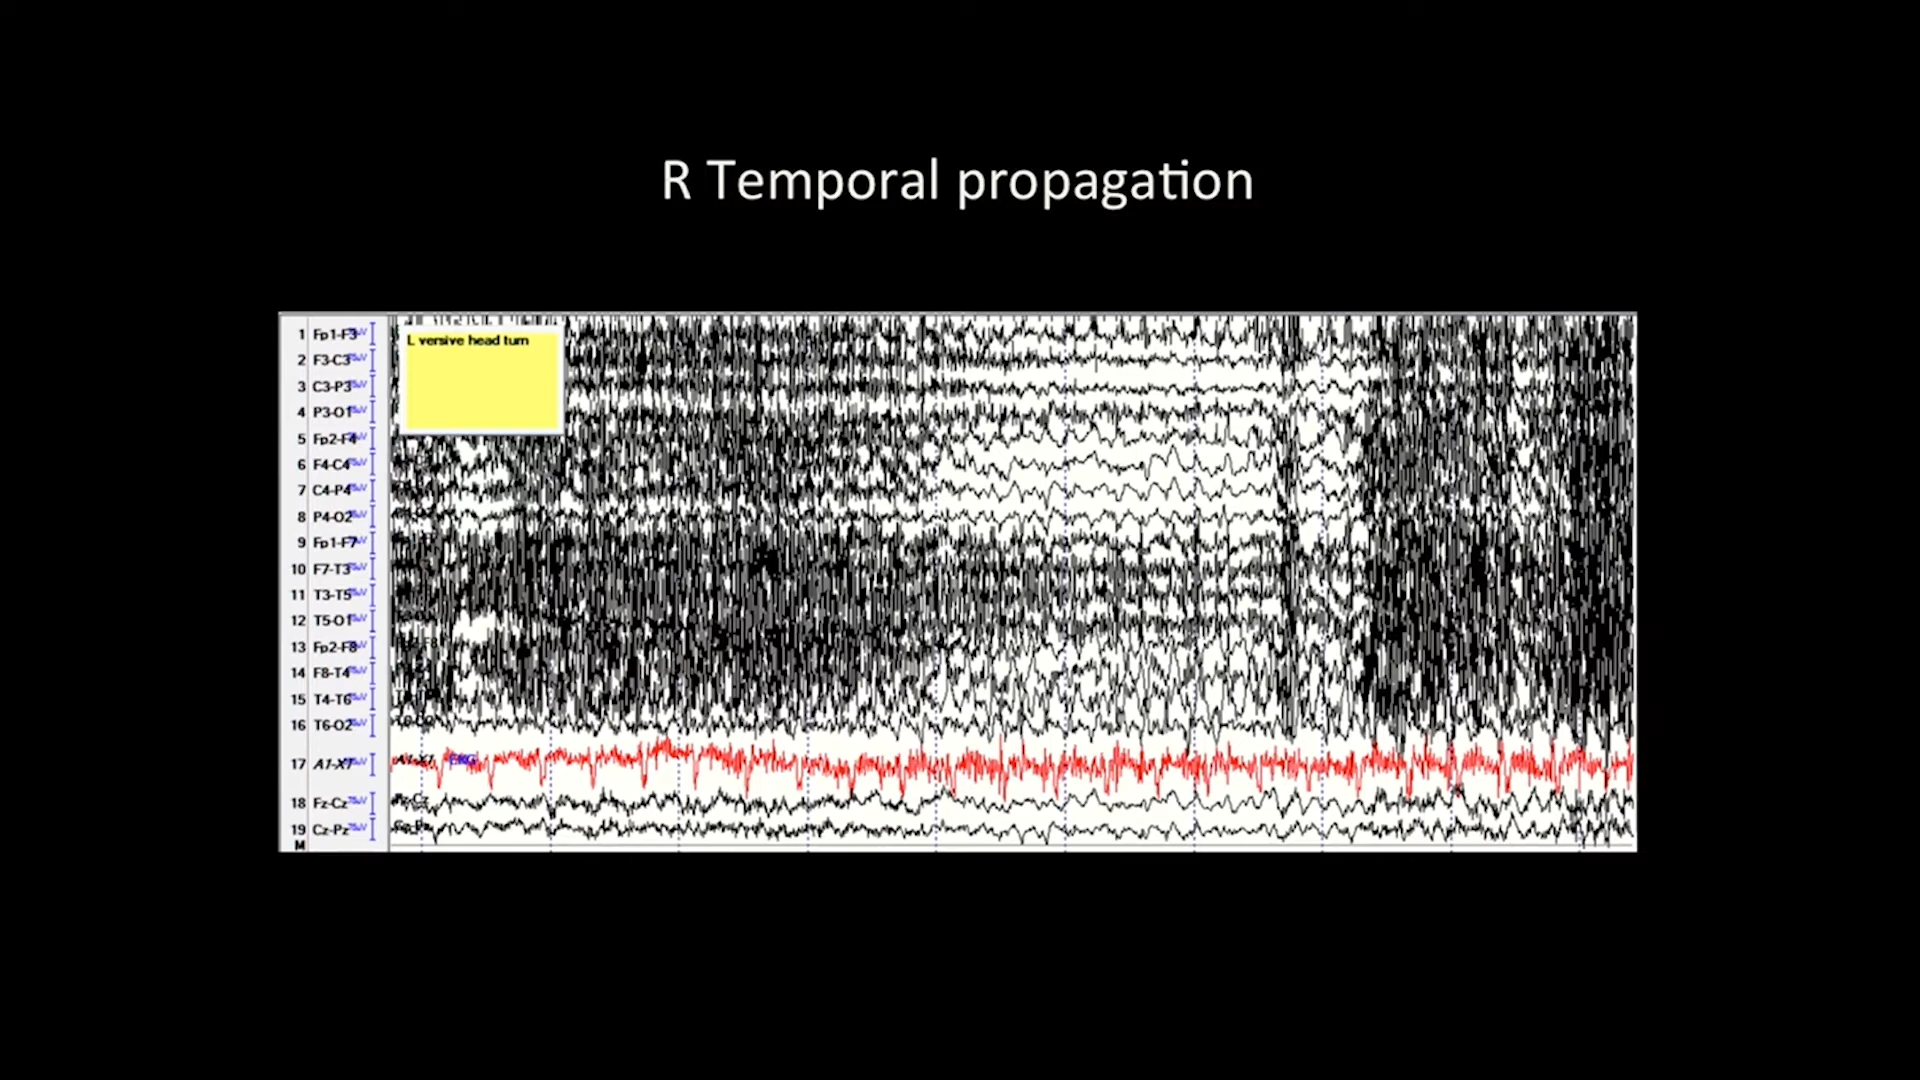 R Temporal propagation
L versive head turn
1 Fp1-F3
2 F3-C3
3 C3-P3
4 P3-O1
5 Fp2-F4
6 F4-C4
7 C4-P4
8 P4-O2
9 Fp1-F7
10 F7-T3
11 T3-T5
12 T5-O1
13 Fp2-F8
14 F8-T4
15 T4-T6
16 T6-O2
17 A1-X1 EKG
18 Fz-Cz
19 Cz-Pz
M